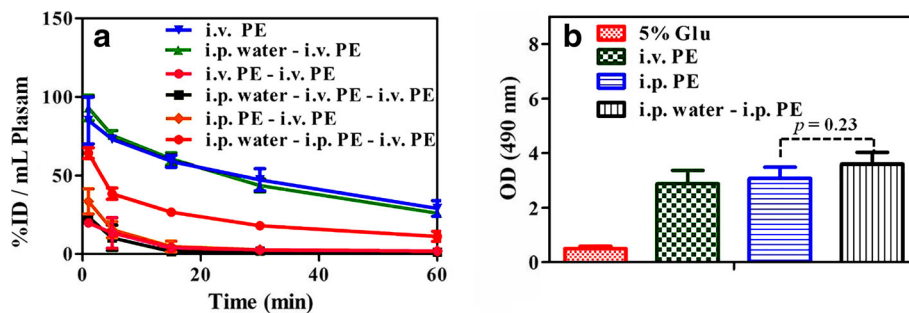 a
i.v. PE
i.p. water - i.v. PE
i.v. PE - i.v. PE
i.p. water - i.v. PE - i.v. PE
i.p. PE - i.v. PE
i.p. water - i.p. PE - i.v. PE
%ID / mL Plasam
150
100
50
0
0
20
40
60
Time (min)
b
5% Glu
i.v. PE
i.p. PE
i.p. water - i.p. PE
p = 0.23
OD (490 nm)
8
6
4
2
0